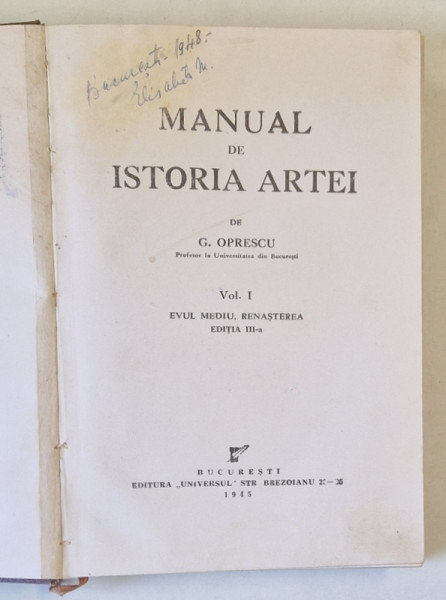 București - 1948.-
Elisabeta M.
MANUAL
DE
ISTORIA ARTEI
DE
G. OPRESCU
Profesor la Universitatea din București
Vol. I
EVUL MEDIU, RENAȘTEREA
EDIȚIA III-a
BUCUREȘTI
EDITURA „UNIVERSUL" STR BREZOIANU
1945